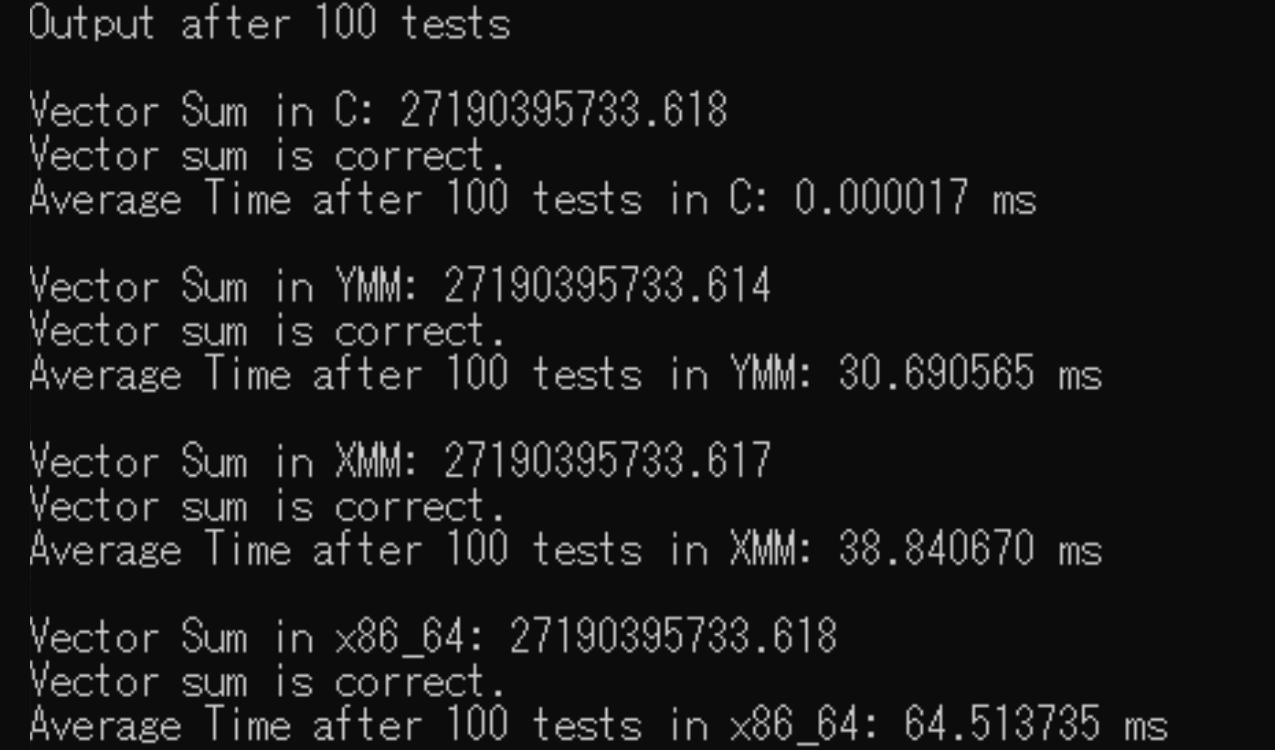 Output after 100 tests
Vector Sum in C: 27190395733.618
Vector sum is correct.
Average Time after 100 tests in C: 0.000017 ms
Vector Sum in YMM: 27190395733.614
Vector sum is correct.
Average Time after 100 tests in YMM: 30.690565 ms
Vector Sum in XMM: 27190395733.617
Vector sum is correct.
Average Time after 100 tests in XMM: 38.840670 ms
Vector Sum in x86_64: 27190395733.618
Vector sum is correct.
Average Time after 100 tests in x86_64: 64.513735 ms